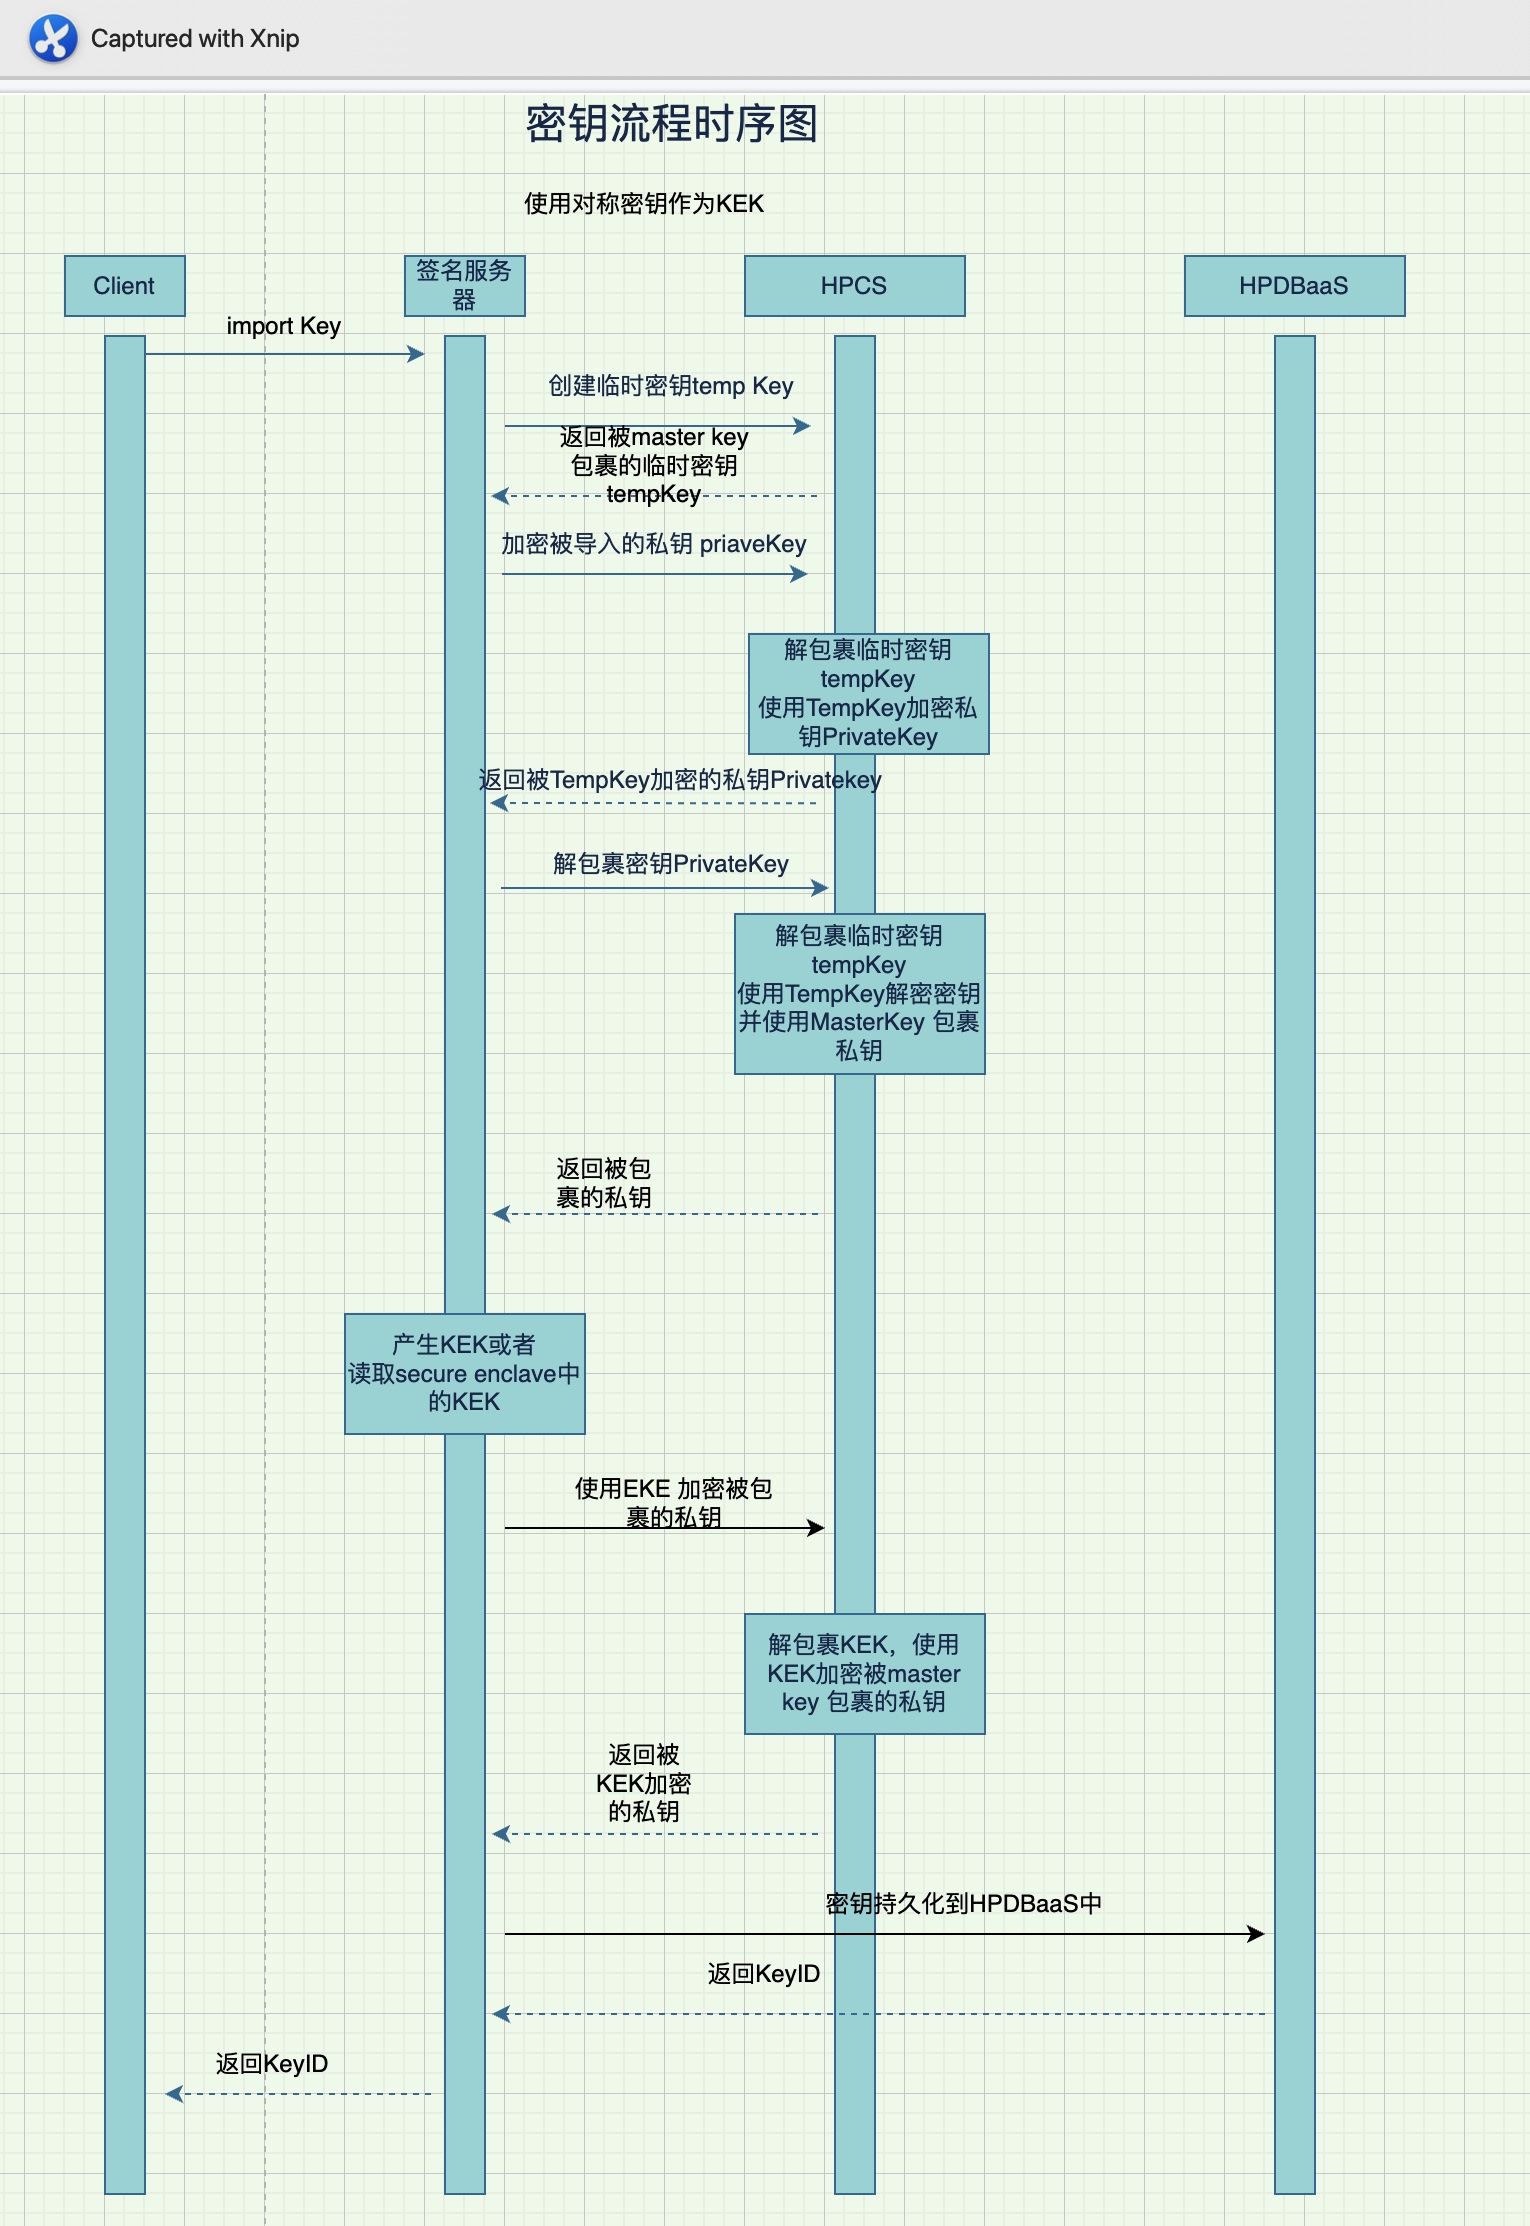 Captured with Xnip
密钥流程时序图
使用对称密钥作为KEK
Client
签名服务
器
HPCS
HPDBaaS
import Key
创建临时密钥temp Key
返回被master key
包裹的临时密钥
tempKey
加密被导入的私钥 priaveKey
解包裹临时密钥
tempKey
使用TempKey加密私
钥PrivateKey
返回被TempKey加密的私钥Privatekey
解包裹密钥PrivateKey
解包裹临时密钥
tempKey
使用TempKey解密密钥
并使用MasterKey 包裹
私钥
返回被包
裹的私钥
产生KEK或者
读取secure enclave中
的KEK
使用EKE 加密被包
裹的私钥
解包裹KEK，使用
KEK加密被master
key 包裹的私钥
返回被
KEK加密
的私钥
密钥持久化到HPDBaaS中
返回KeyID
返回KeyID